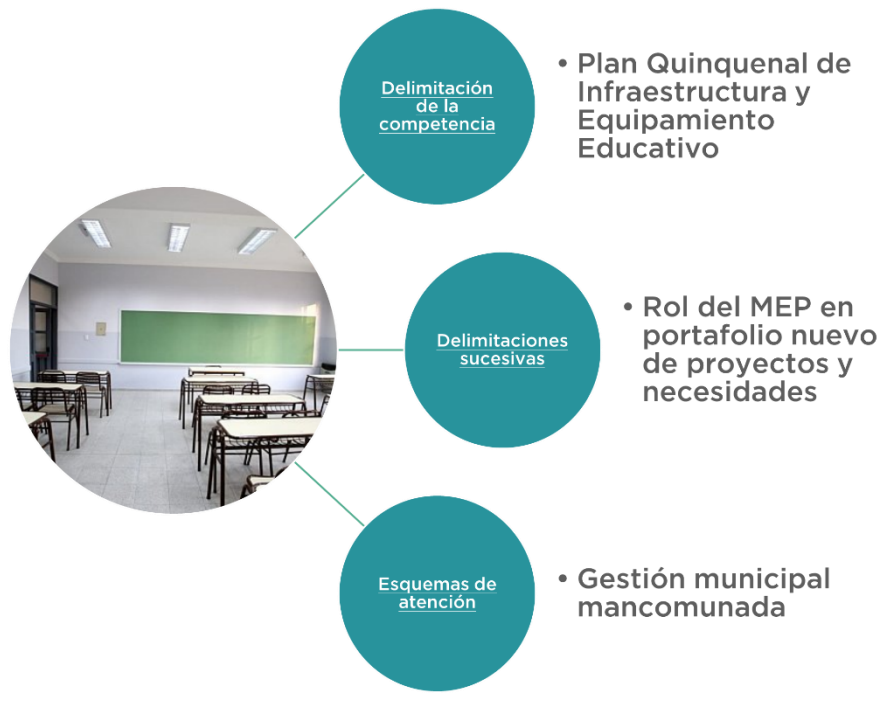 Delimitación
de la
competencia
• Plan Quinquenal de
Infraestructura y
Equipamiento
Educativo
Delimitaciones
sucesivas
• Rol del MEP en
portafolio nuevo
de proyectos y
necesidades
Esquemas de
atención
• Gestión municipal
mancomunada